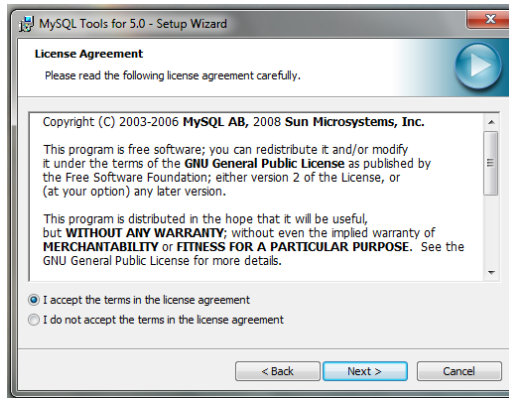 MySQL Tools for 5.0 - Setup Wizard
License Agreement
Please read the following license agreement carefully.
Copyright (C) 2003-2006 MySQL AB, 2008 Sun Microsystems, Inc.
This program is free software; you can redistribute it and/or modify
it under the terms of the GNU General Public License as published by
the Free Software Foundation; either version 2 of the License, or
(at your option) any later version.
This program is distributed in the hope that it will be useful,
but WITHOUT ANY WARRANTY; without even the implied warranty of
MERCHANTABILITY or FITNESS FOR A PARTICULAR PURPOSE. See the
GNU General Public License for more details.
I accept the terms in the license agreement
I do not accept the terms in the license agreement
< Back Next > Cancel